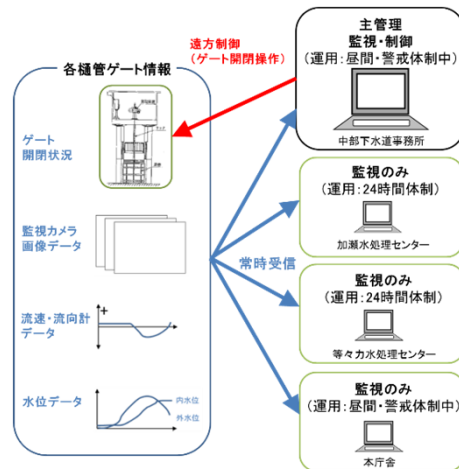 各樋管ゲート情報
ゲート
開閉状況
監視カメラ
画像データ
流速・流向計
データ
+
水位データ
内水位
外水位
遠方制御
(ゲート開閉操作)
常時受信
主管理
監視・制御
(運用:昼間・警戒体制中)
中部下水道事務所
監視のみ
(運用:24時間体制)
加瀬水処理センター
監視のみ
(運用:24時間体制)
等々力水処理センター
監視のみ
(運用:昼間・警戒体制中)
本庁舎